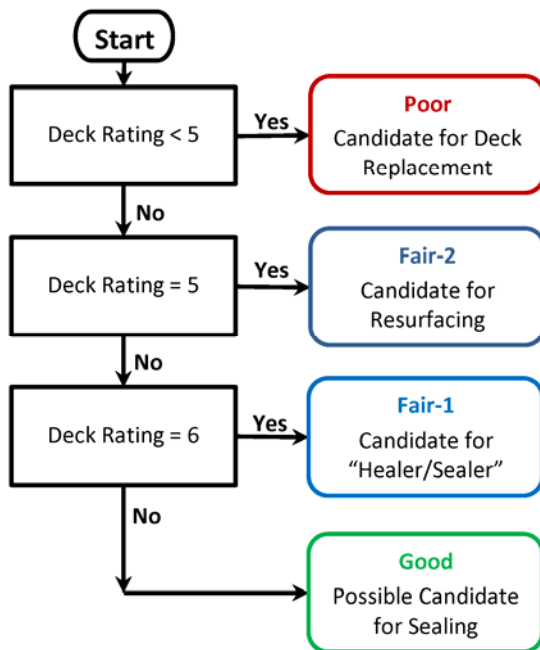 Start
Deck Rating < 5
Yes
Poor
Candidate for Deck
Replacement
No
Deck Rating = 5
Yes
Fair-2
Candidate for
Resurfacing
No
Deck Rating = 6
Yes
Fair-1
Candidate for
“Healer/Sealer”
No
Good
Possible Candidate
for Sealing